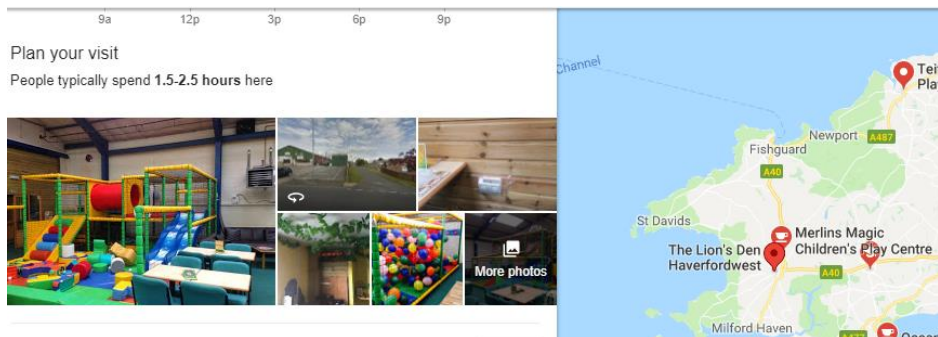 9a 12p 3p 6p 9p
Plan your visit
People typically spend 1.5-2.5 hours here
More photos
Channel
Tei
Pla
Newport
A487
Fishguard
A40
St Davids
Merlins Magic
Children's Play Centre
The Lion's Den
Haverfordwest
A40
Milford Haven
A477